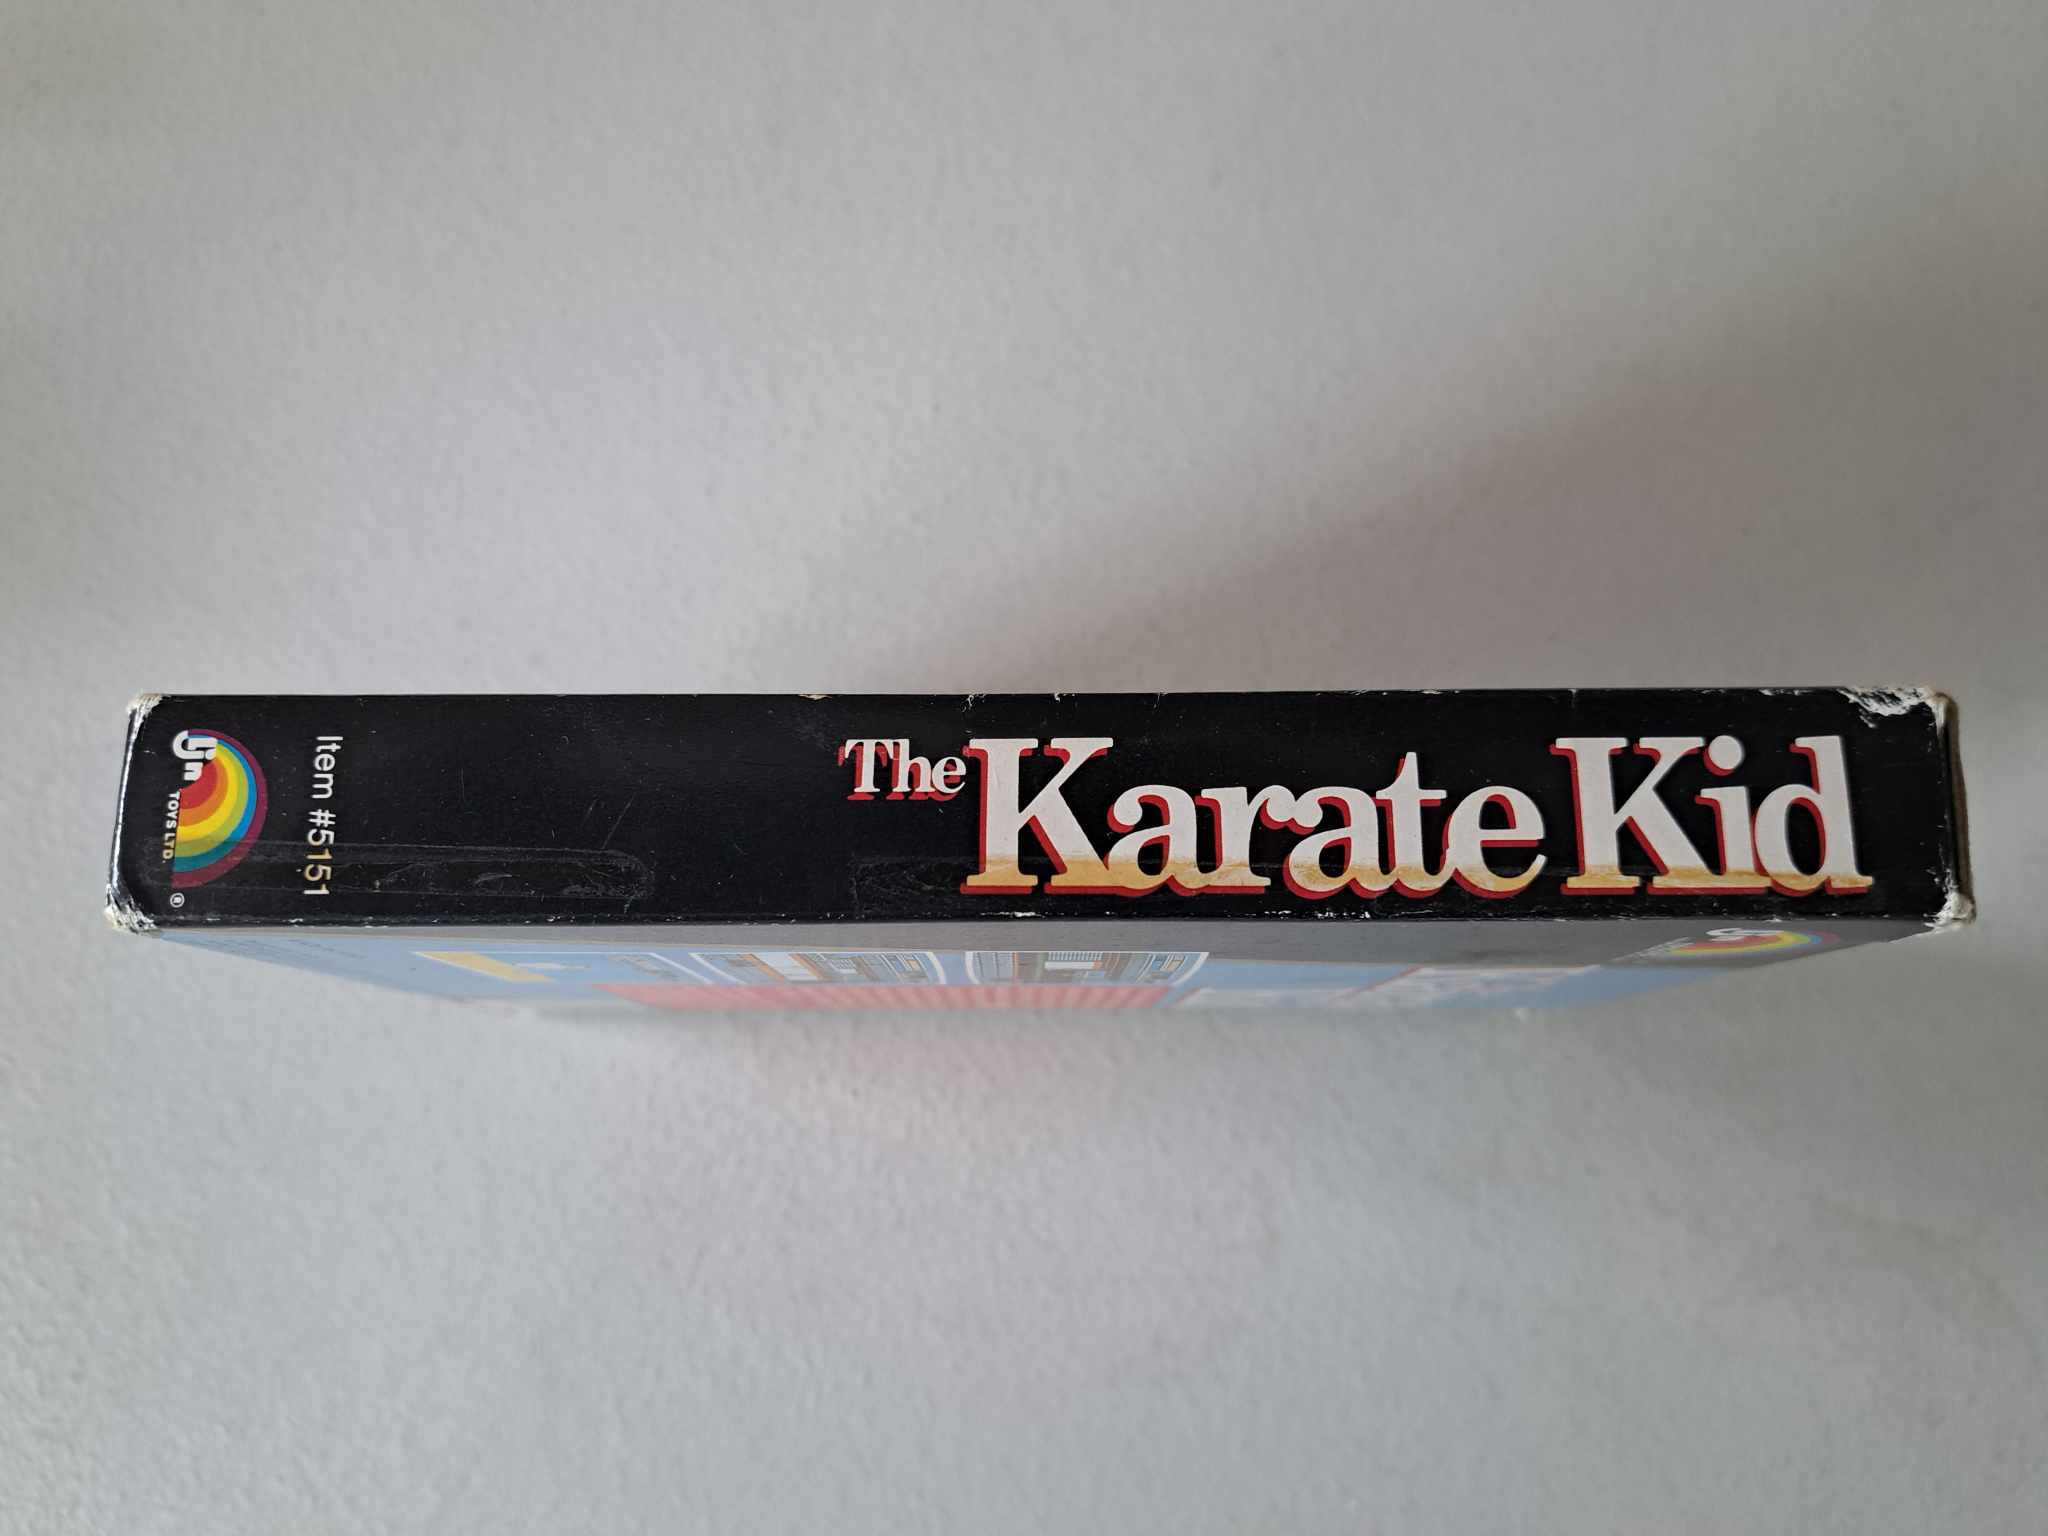 The Karate Kid
Item #5151
ljn
TOYS LTD.
®